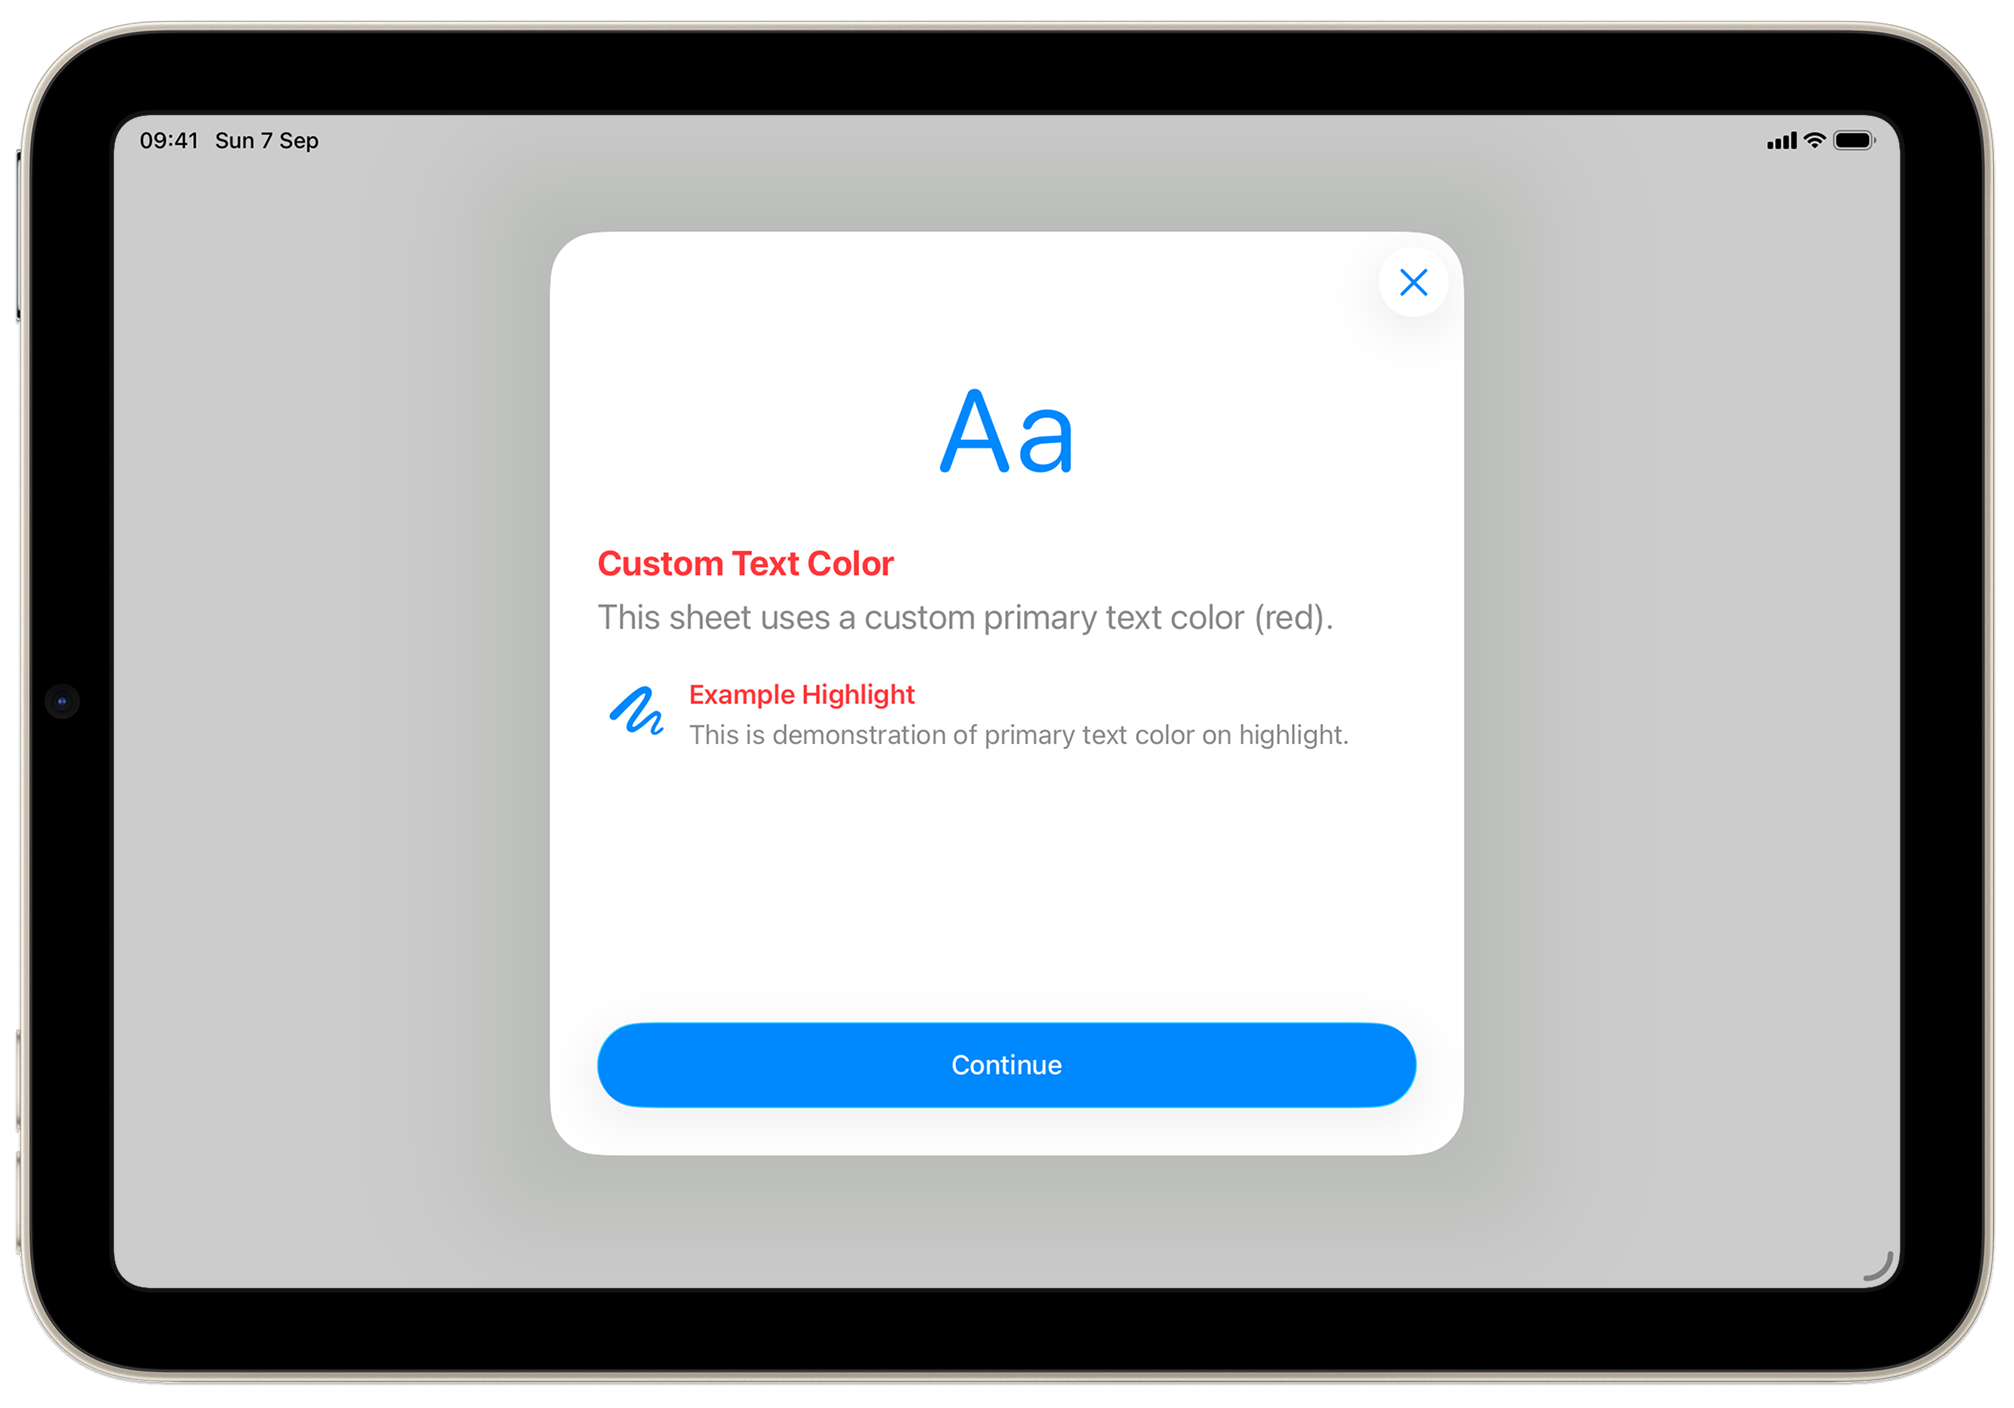 09:41 Sun 7 Sep
Aa
Custom Text Color
This sheet uses a custom primary text color (red).
Example Highlight
This is demonstration of primary text color on highlight.
Continue